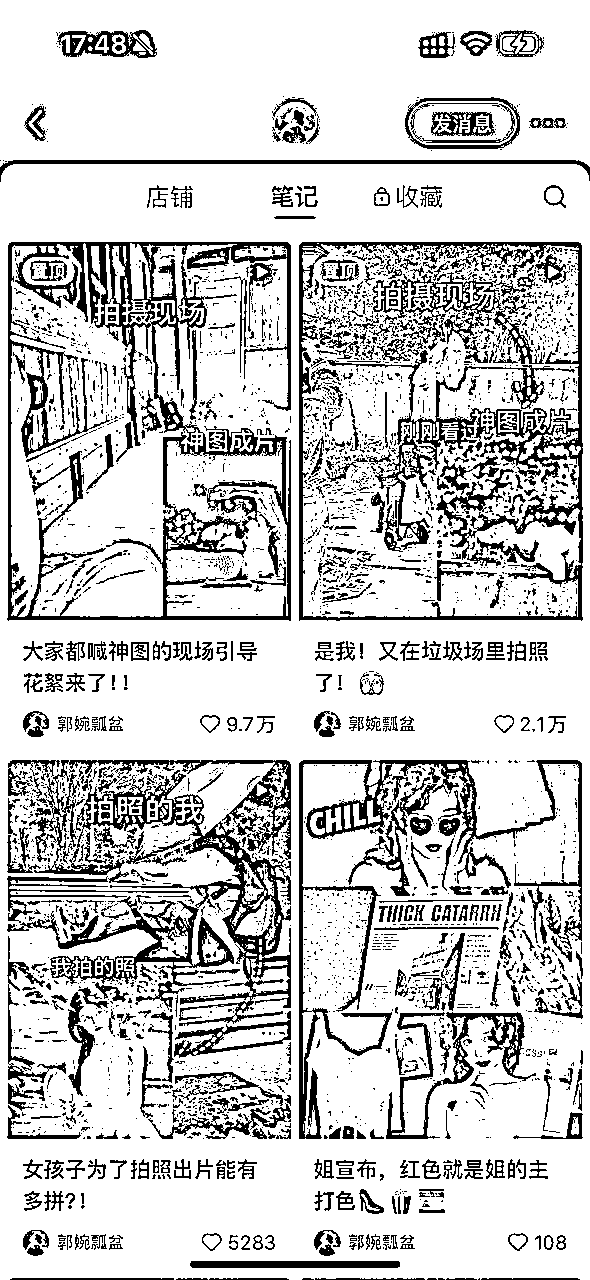 17:48
发消息
店铺
笔记
收藏
置顶
拍摄现场
神图成片
置顶
拍摄现场
刚刚看过
神图成片
大家都喊神图的现场引导
花絮来了!!
郭婉瓢盆
9.7万
是我！又在垃圾场里拍照
了！
郭婉瓢盆
2.1万
拍照的我
我拍的照
CHILL
THICK CATARRH
女孩子为了拍照出片能有
多拼?!
郭婉瓢盆
5283
姐宣布，红色就是姐的主
打色
郭婉瓢盆
108